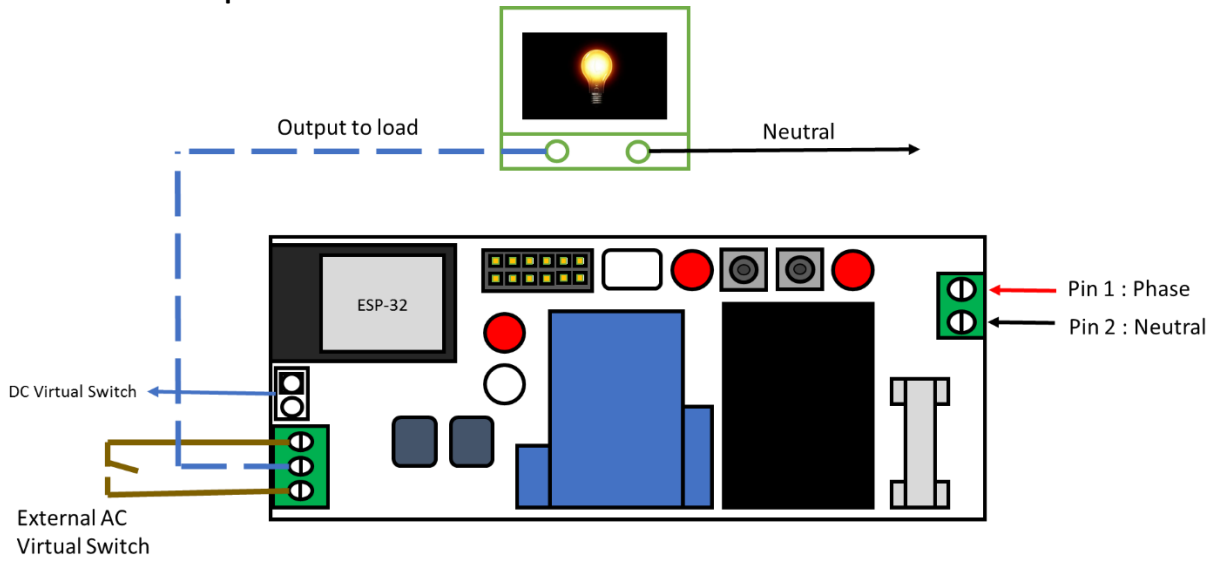 Output to load
Neutral
ESP-32
Pin 1 : Phase
Pin 2 : Neutral
DC Virtual Switch
External AC
Virtual Switch